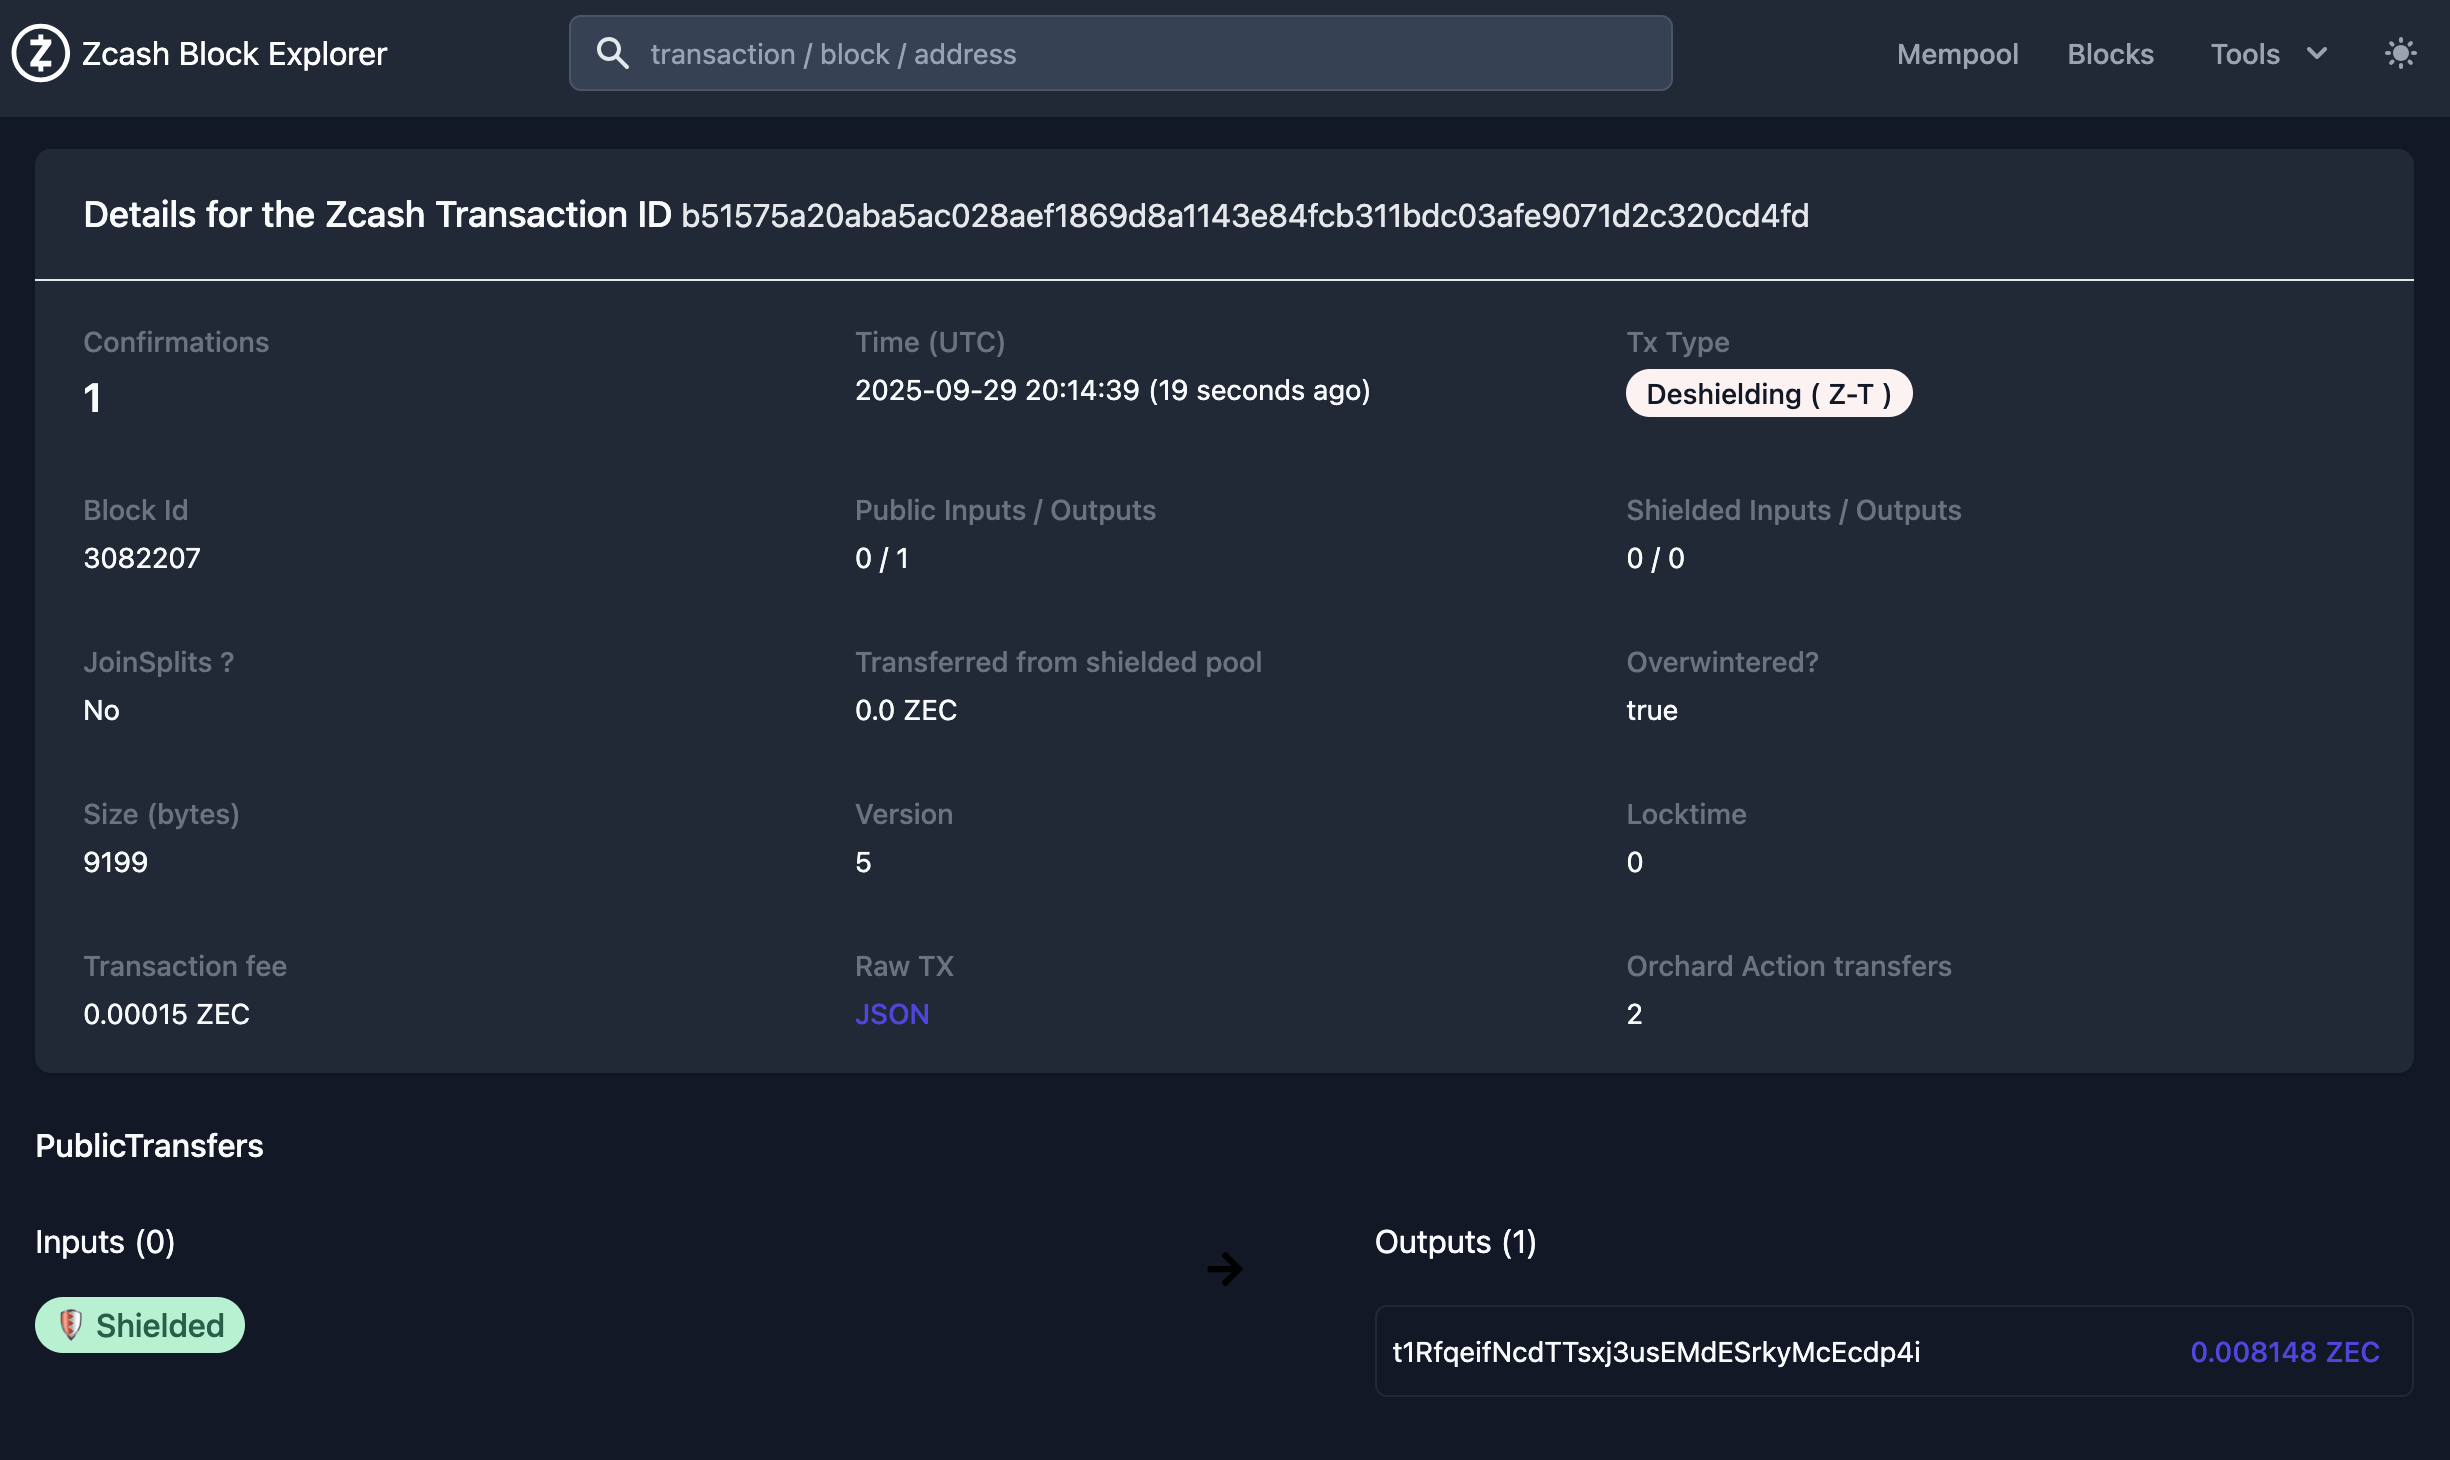 Zcash Block Explorer
transaction / block / address
Mempool
Blocks
Tools
Details for the Zcash Transaction ID b51575a20aba5ac028aef1869d8a1143e84fcb311bdc03afe9071d2c320cd4fd
Confirmations
1
Time (UTC)
2025-09-29 20:14:39 (19 seconds ago)
Tx Type
Deshielding ( Z-T )
Block Id
3082207
Public Inputs / Outputs
0 / 1
Shielded Inputs / Outputs
0 / 0
JoinSplits ?
No
Transferred from shielded pool
0.0 ZEC
Overwintered?
true
Size (bytes)
9199
Version
5
Locktime
0
Transaction fee
0.00015 ZEC
Raw TX
JSON
Orchard Action transfers
2
PublicTransfers
Inputs (0)
Shielded
Outputs (1)
t1RfqeifNcdTTsxj3usEMdESrkyMcEcdp4i
0.008148 ZEC